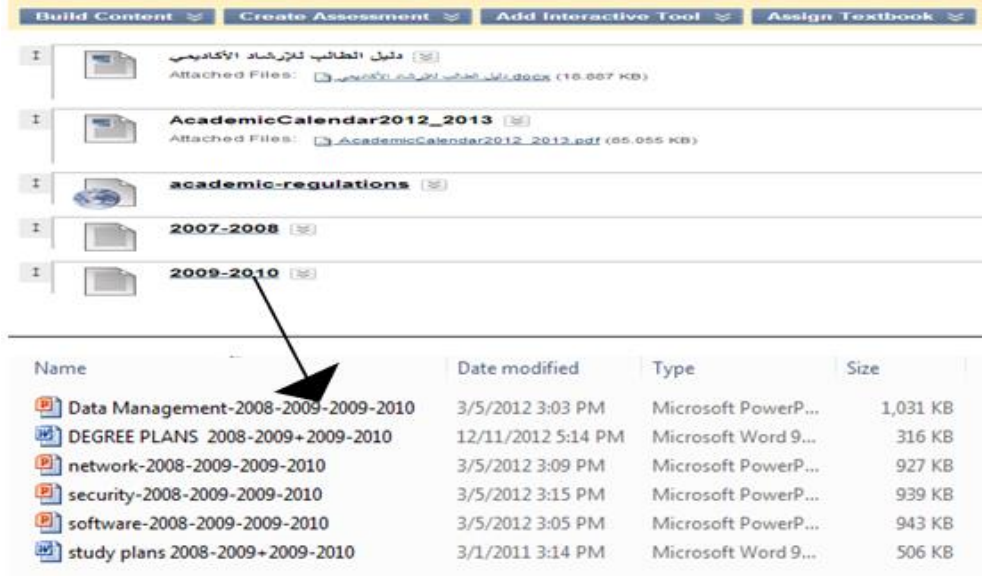 Build Content Create Assessment Add Interactive Tool Assign Textbook
دليل الطالب للإرشاد الأكاديمي
Attached Files: دليل الطالب للإرشاد الأكاديمي.docx (18.887 KB)
AcademicCalendar2012_2013
Attached Files: AcademicCalendar2012_2013.pdf (85.055 KB)
academic-regulations
2007-2008
2009-2010
Name Date modified Type Size
Data Management-2008-2009-2009-2010 3/5/2012 3:03 PM Microsoft PowerP... 1,031 KB
DEGREE PLANS 2008-2009+2009-2010 12/11/2012 5:14 PM Microsoft Word 9... 316 KB
network-2008-2009-2009-2010 3/5/2012 3:09 PM Microsoft PowerP... 927 KB
security-2008-2009-2009-2010 3/5/2012 3:15 PM Microsoft PowerP... 939 KB
software-2008-2009-2009-2010 3/5/2012 3:05 PM Microsoft PowerP... 943 KB
study plans 2008-2009+2009-2010 3/1/2011 3:14 PM Microsoft Word 9... 506 KB